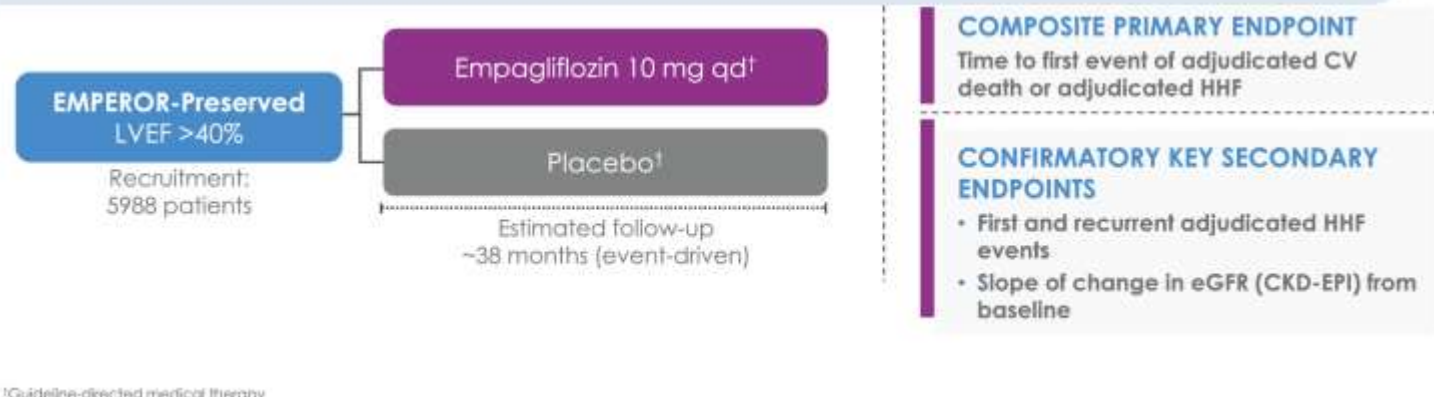 EMPEROR-Preserved
LVEF >40%
Recruitment:
5988 patients
Empagliflozin 10 mg qd†
Placebo†
Estimated follow-up
~38 months (event-driven)
COMPOSITE PRIMARY ENDPOINT
Time to first event of adjudicated CV
death or adjudicated HHF
CONFIRMATORY KEY SECONDARY
ENDPOINTS
• First and recurrent adjudicated HHF
events
• Slope of change in eGFR (CKD-EPI) from
baseline
†Guideline-directed medical therapy